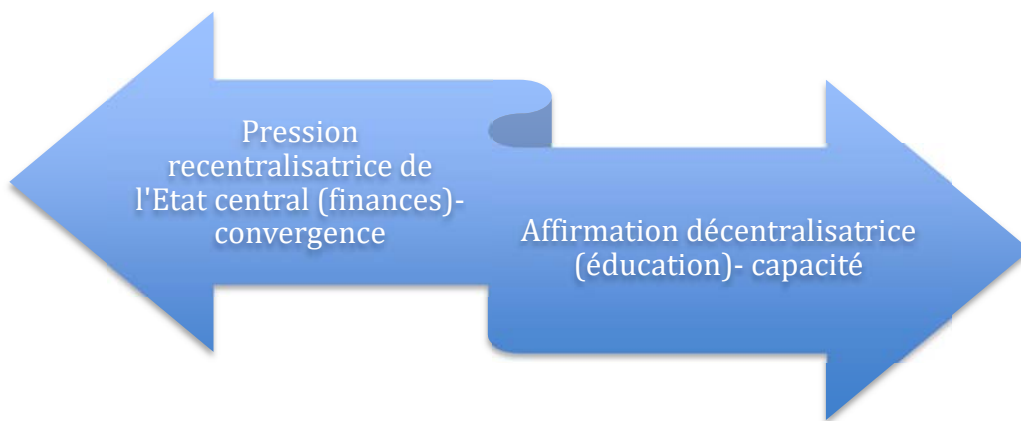 Pression
recentralisatrice de
l'Etat central (finances)-
convergence
Affirmation décentralisatrice
(éducation)- capacité